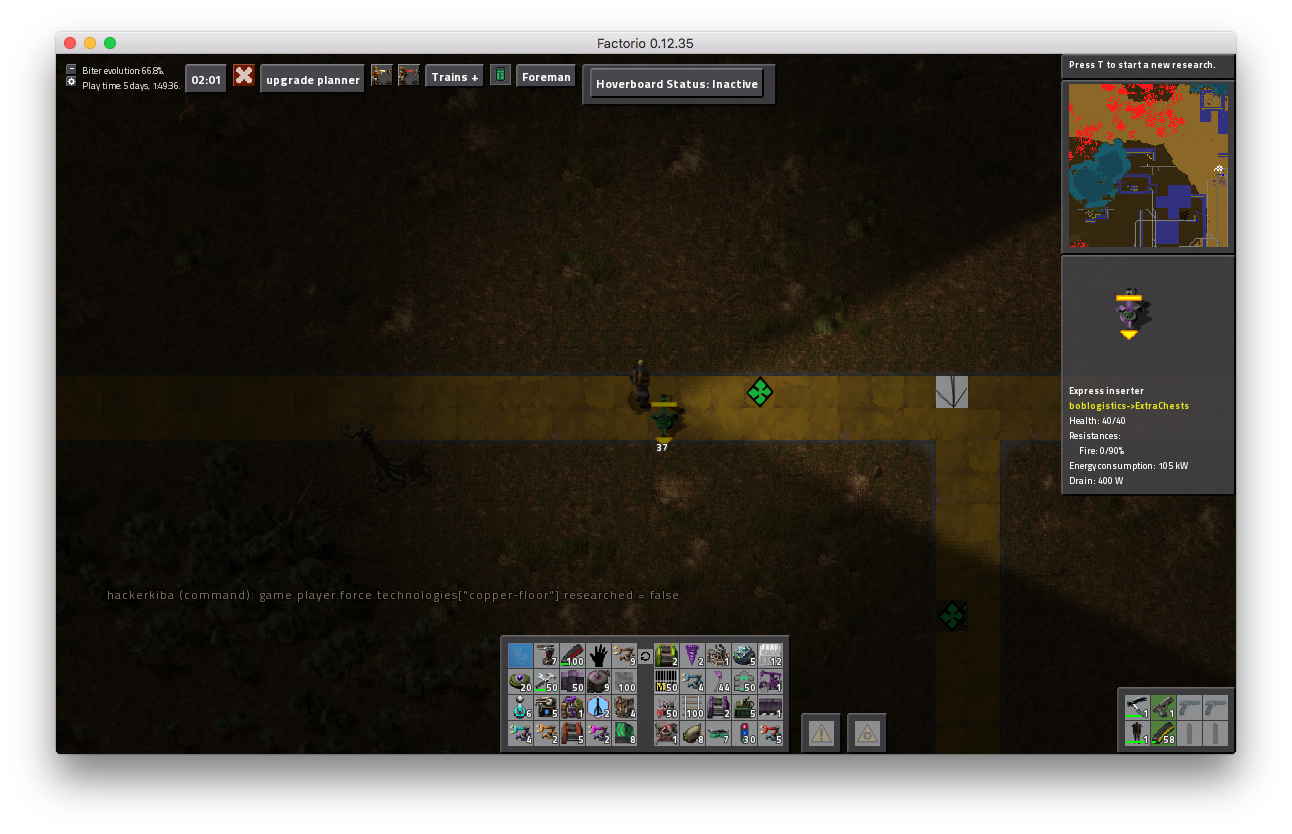 Factorio 0.12.35
Biter evolution: 66.8%.
Play time: 5 days, 1:49:36.
02:01
upgrade planner
Trains +
Foreman
Hoverboard Status: Inactive
Press T to start a new research.
Express inserter
boblogistics->ExtraChests
Health: 40/40
Resistances:
Fire: 0/90%
Energy consumption: 105 kW
Drain: 400 W
37
hackerkiba (command): game.player.force.technologies["copper-floor"].researched = false
7 100 9 2 2 1 5 12
20 50 50 9 100 50 4 44 50 1
6 5 1 2 4 50 100 2 5 1
4 2 5 2 8 1 8 7 30 5
1 1
1 58